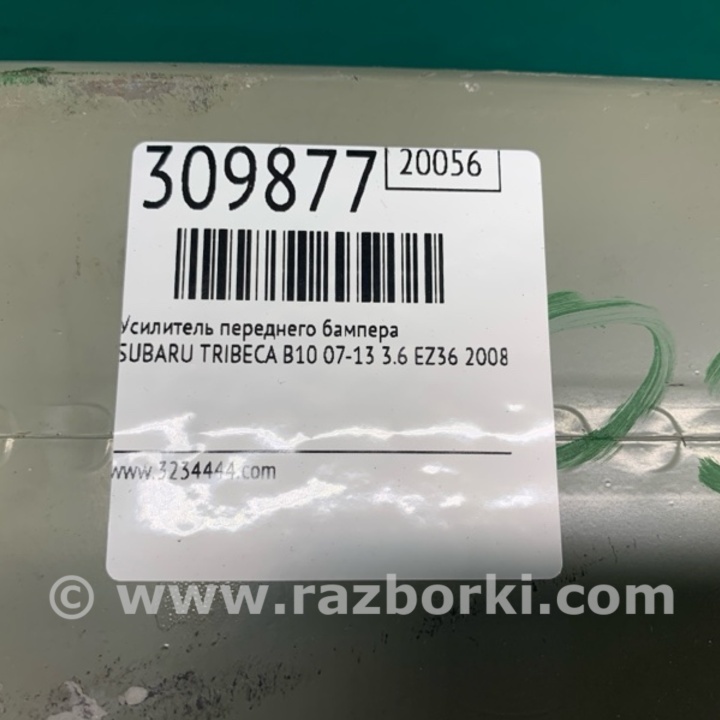 309877
20056
Усилитель переднего бампера
SUBARU TRIBECA B10 07-13 3.6 EZ36 2008
www.3234444.com
© www.razborki.com